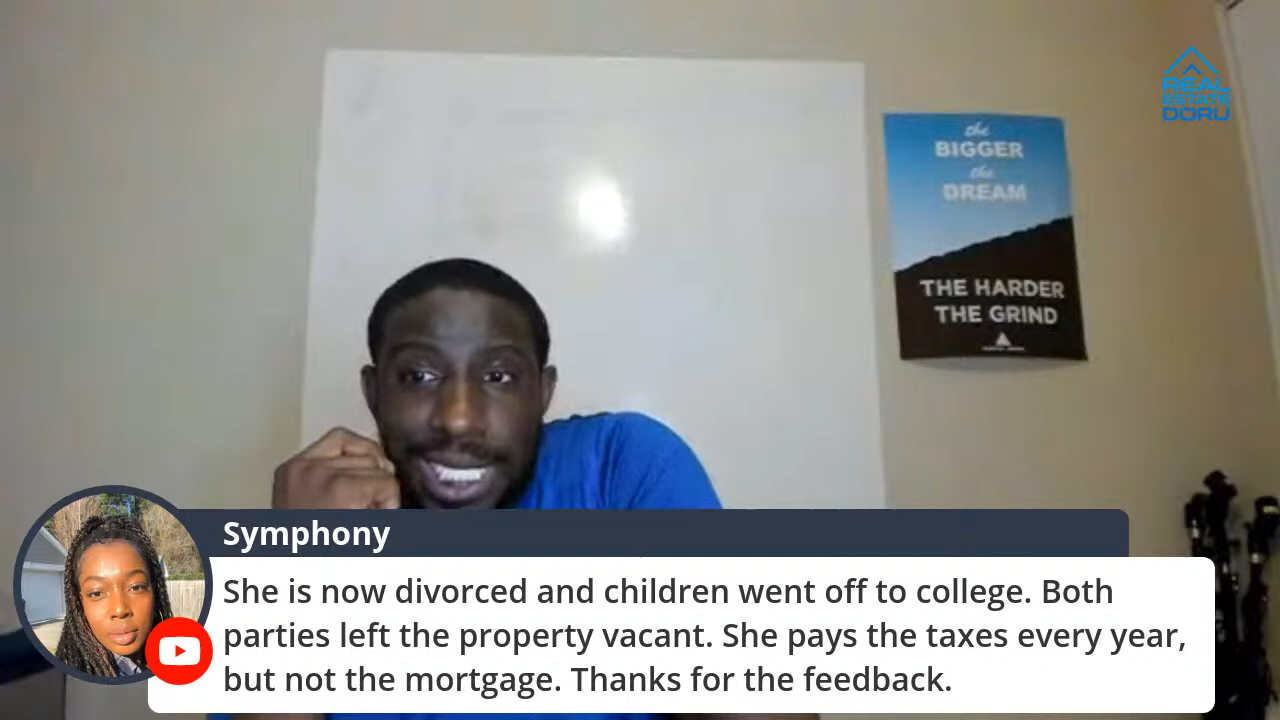 REAL
ESTATE
DORU
the
BIGGER
the
DREAM
THE HARDER
THE GRIND
Symphony
She is now divorced and children went off to college. Both
parties left the property vacant. She pays the taxes every year,
but not the mortgage. Thanks for the feedback.